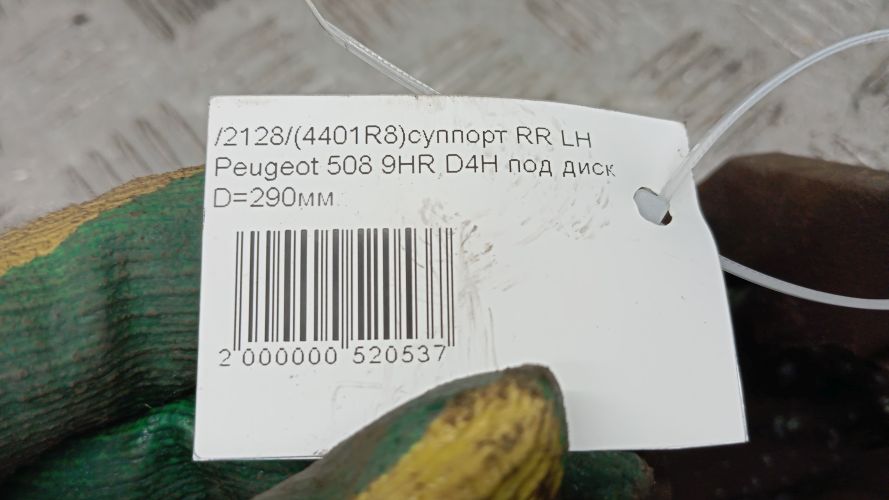 /2128/(4401R8)суппорт RR LH
Peugeot 508 9HR D4H под диск
D=290мм
2 000000 520537